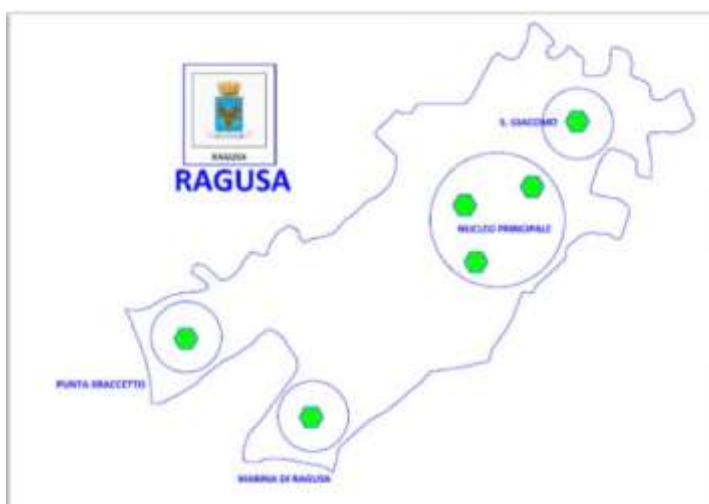 RAGUSA
RAGUSA
S. GIACOMO
NUCLEO PRINCIPALE
PUNTA BRACCETTO
MARINA DI RAGUSA